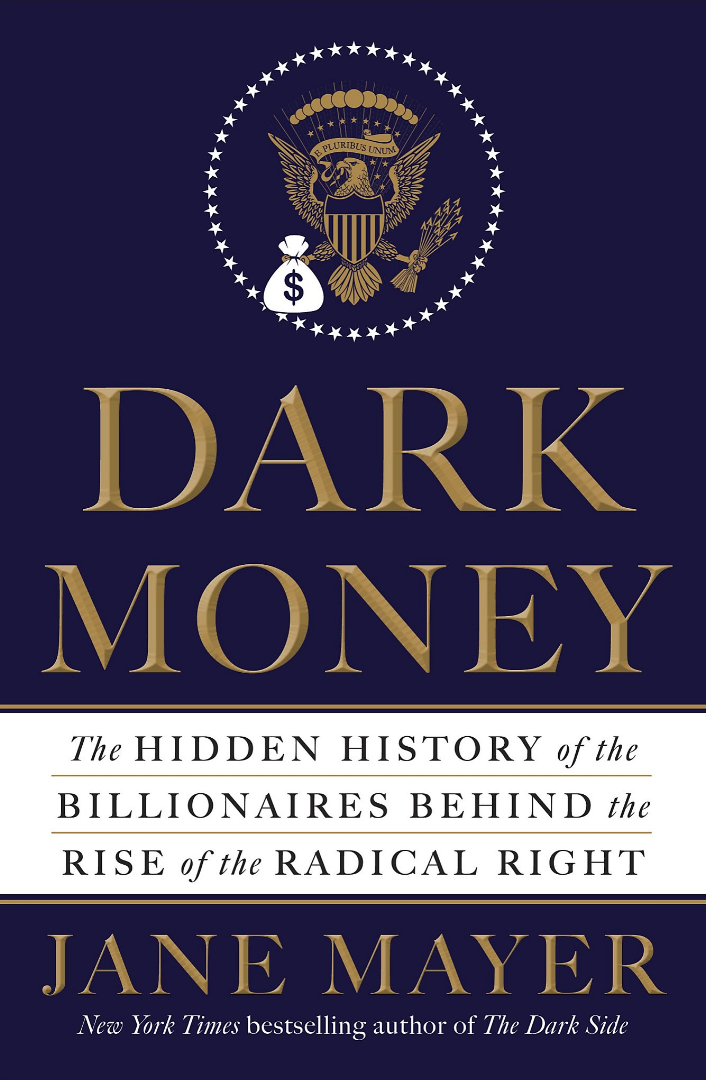 E PLURIBUS UNUM
$
DARK
MONEY
The HIDDEN HISTORY of the
BILLIONAIRES BEHIND the
RISE of the RADICAL RIGHT
JANE MAYER
New York Times bestselling author of The Dark Side